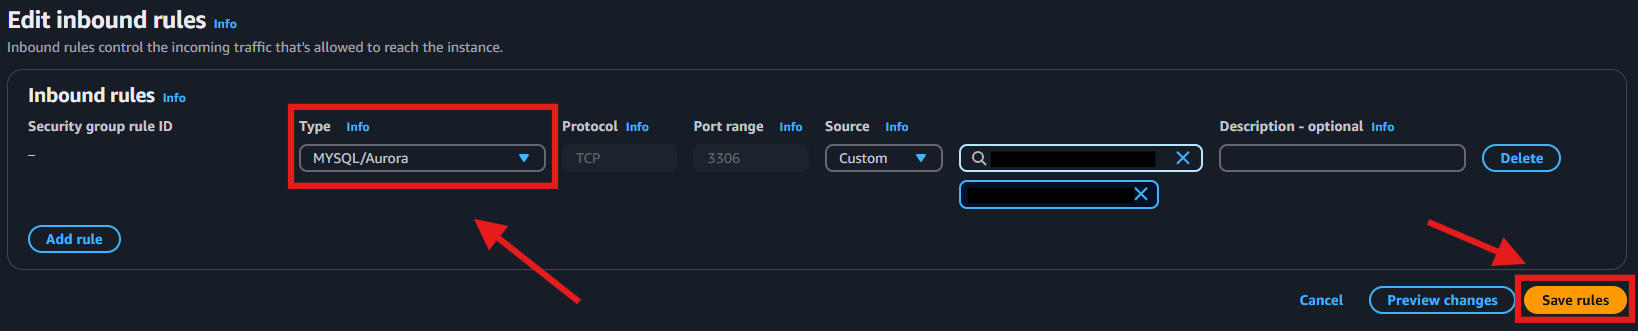 Edit inbound rules Info
Inbound rules control the incoming traffic that's allowed to reach the instance.
Inbound rules Info
Security group rule ID Type Info Protocol Info Port range Info Source Info Description - optional Info
– MYSQL/Aurora TCP 3306 Custom Delete
Add rule
Cancel Preview changes Save rules